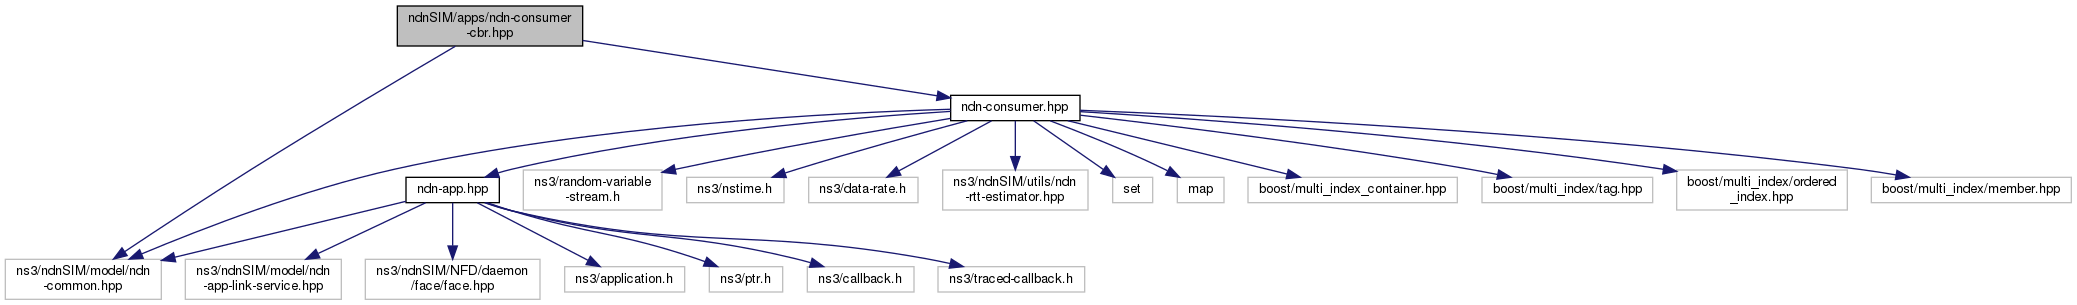 ndnSIM/apps/ndn-consumer
-cbr.hpp
ndn-consumer.hpp
ndn-app.hpp
ns3/random-variable
-stream.h
ns3/nstime.h
ns3/data-rate.h
ns3/ndnSIM/utils/ndn
-rtt-estimator.hpp
set
map
boost/multi_index_container.hpp
boost/multi_index/tag.hpp
boost/multi_index/ordered
_index.hpp
boost/multi_index/member.hpp
ns3/ndnSIM/model/ndn
-common.hpp
ns3/ndnSIM/model/ndn
-app-link-service.hpp
ns3/ndnSIM/NFD/daemon
/face/face.hpp
ns3/application.h
ns3/ptr.h
ns3/callback.h
ns3/traced-callback.h